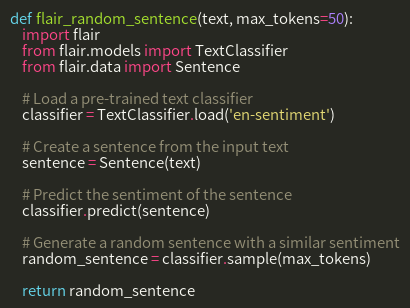 def flair_random_sentence(text, max_tokens=50):
    import flair
    from flair.models import TextClassifier
    from flair.data import Sentence

    # Load a pre-trained text classifier
    classifier = TextClassifier.load('en-sentiment')

    # Create a sentence from the input text
    sentence = Sentence(text)

    # Predict the sentiment of the sentence
    classifier.predict(sentence)

    # Generate a random sentence with a similar sentiment
    random_sentence = classifier.sample(max_tokens)

    return random_sentence